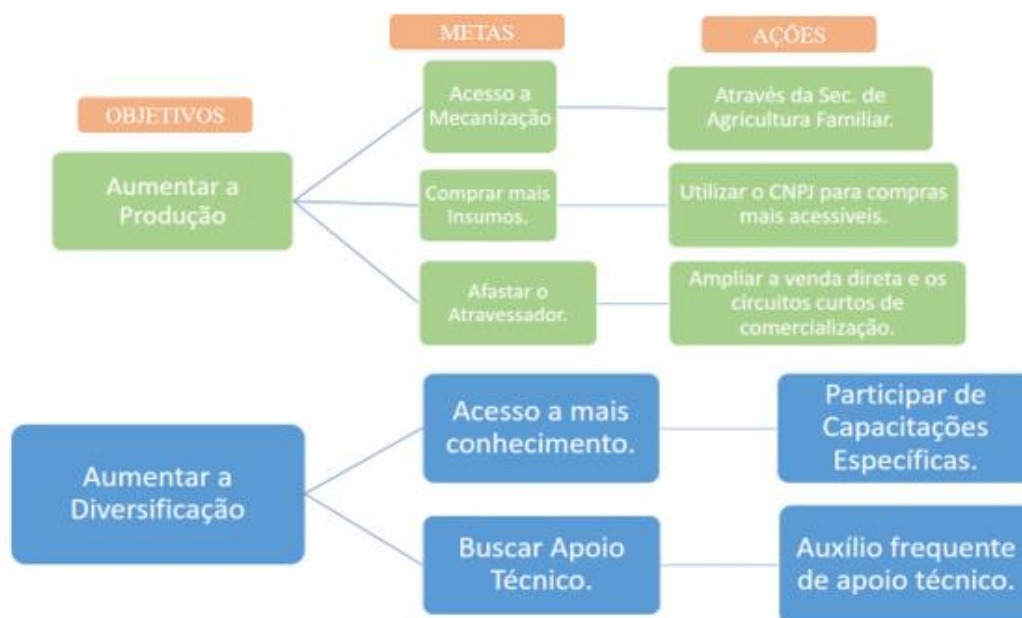 METAS
AÇÕES
OBJETIVOS
Aumentar a
Produção
Acesso a
Mecanização
Através da Sec. de
Agricultura Familiar.
Comprar mais
Insumos.
Utilizar o CNPJ para compras
mais acessíveis.
Afastar o
Atravessador.
Ampliar a venda direta e os
circuitos curtos de
comercialização.
Aumentar a
Diversificação
Acesso a mais
conhecimento.
Participar de
Capacitações
Específicas.
Buscar Apoio
Técnico.
Auxílio frequente
de apoio técnico.